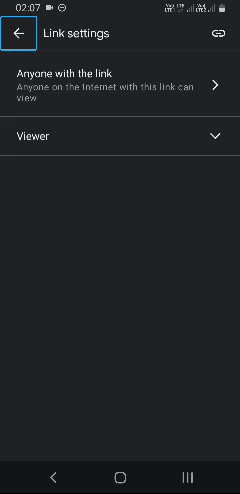 02:07
Link settings
Anyone with the link
Anyone on the Internet with this link can
view
Viewer